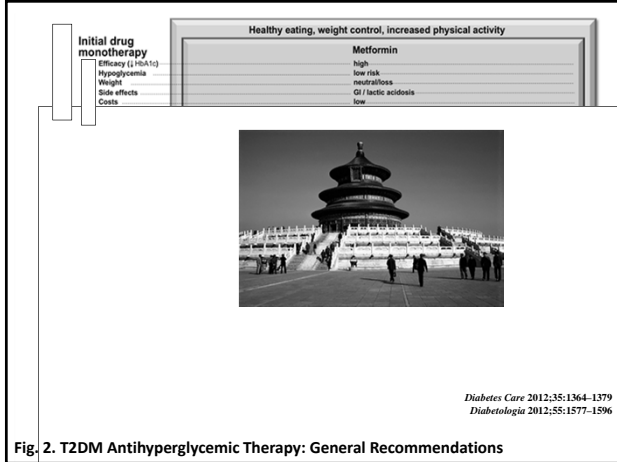 Healthy eating, weight control, increased physical activity
Initial drug
monotherapy
Metformin
Efficacy (↓HbA1c) high
Hypoglycemia low risk
Weight neutral/loss
Side effects GI / lactic acidosis
Costs low
Diabetes Care 2012;35:1364–1379
Diabetologia 2012;55:1577–1596
Fig. 2. T2DM Antihyperglycemic Therapy: General Recommendations